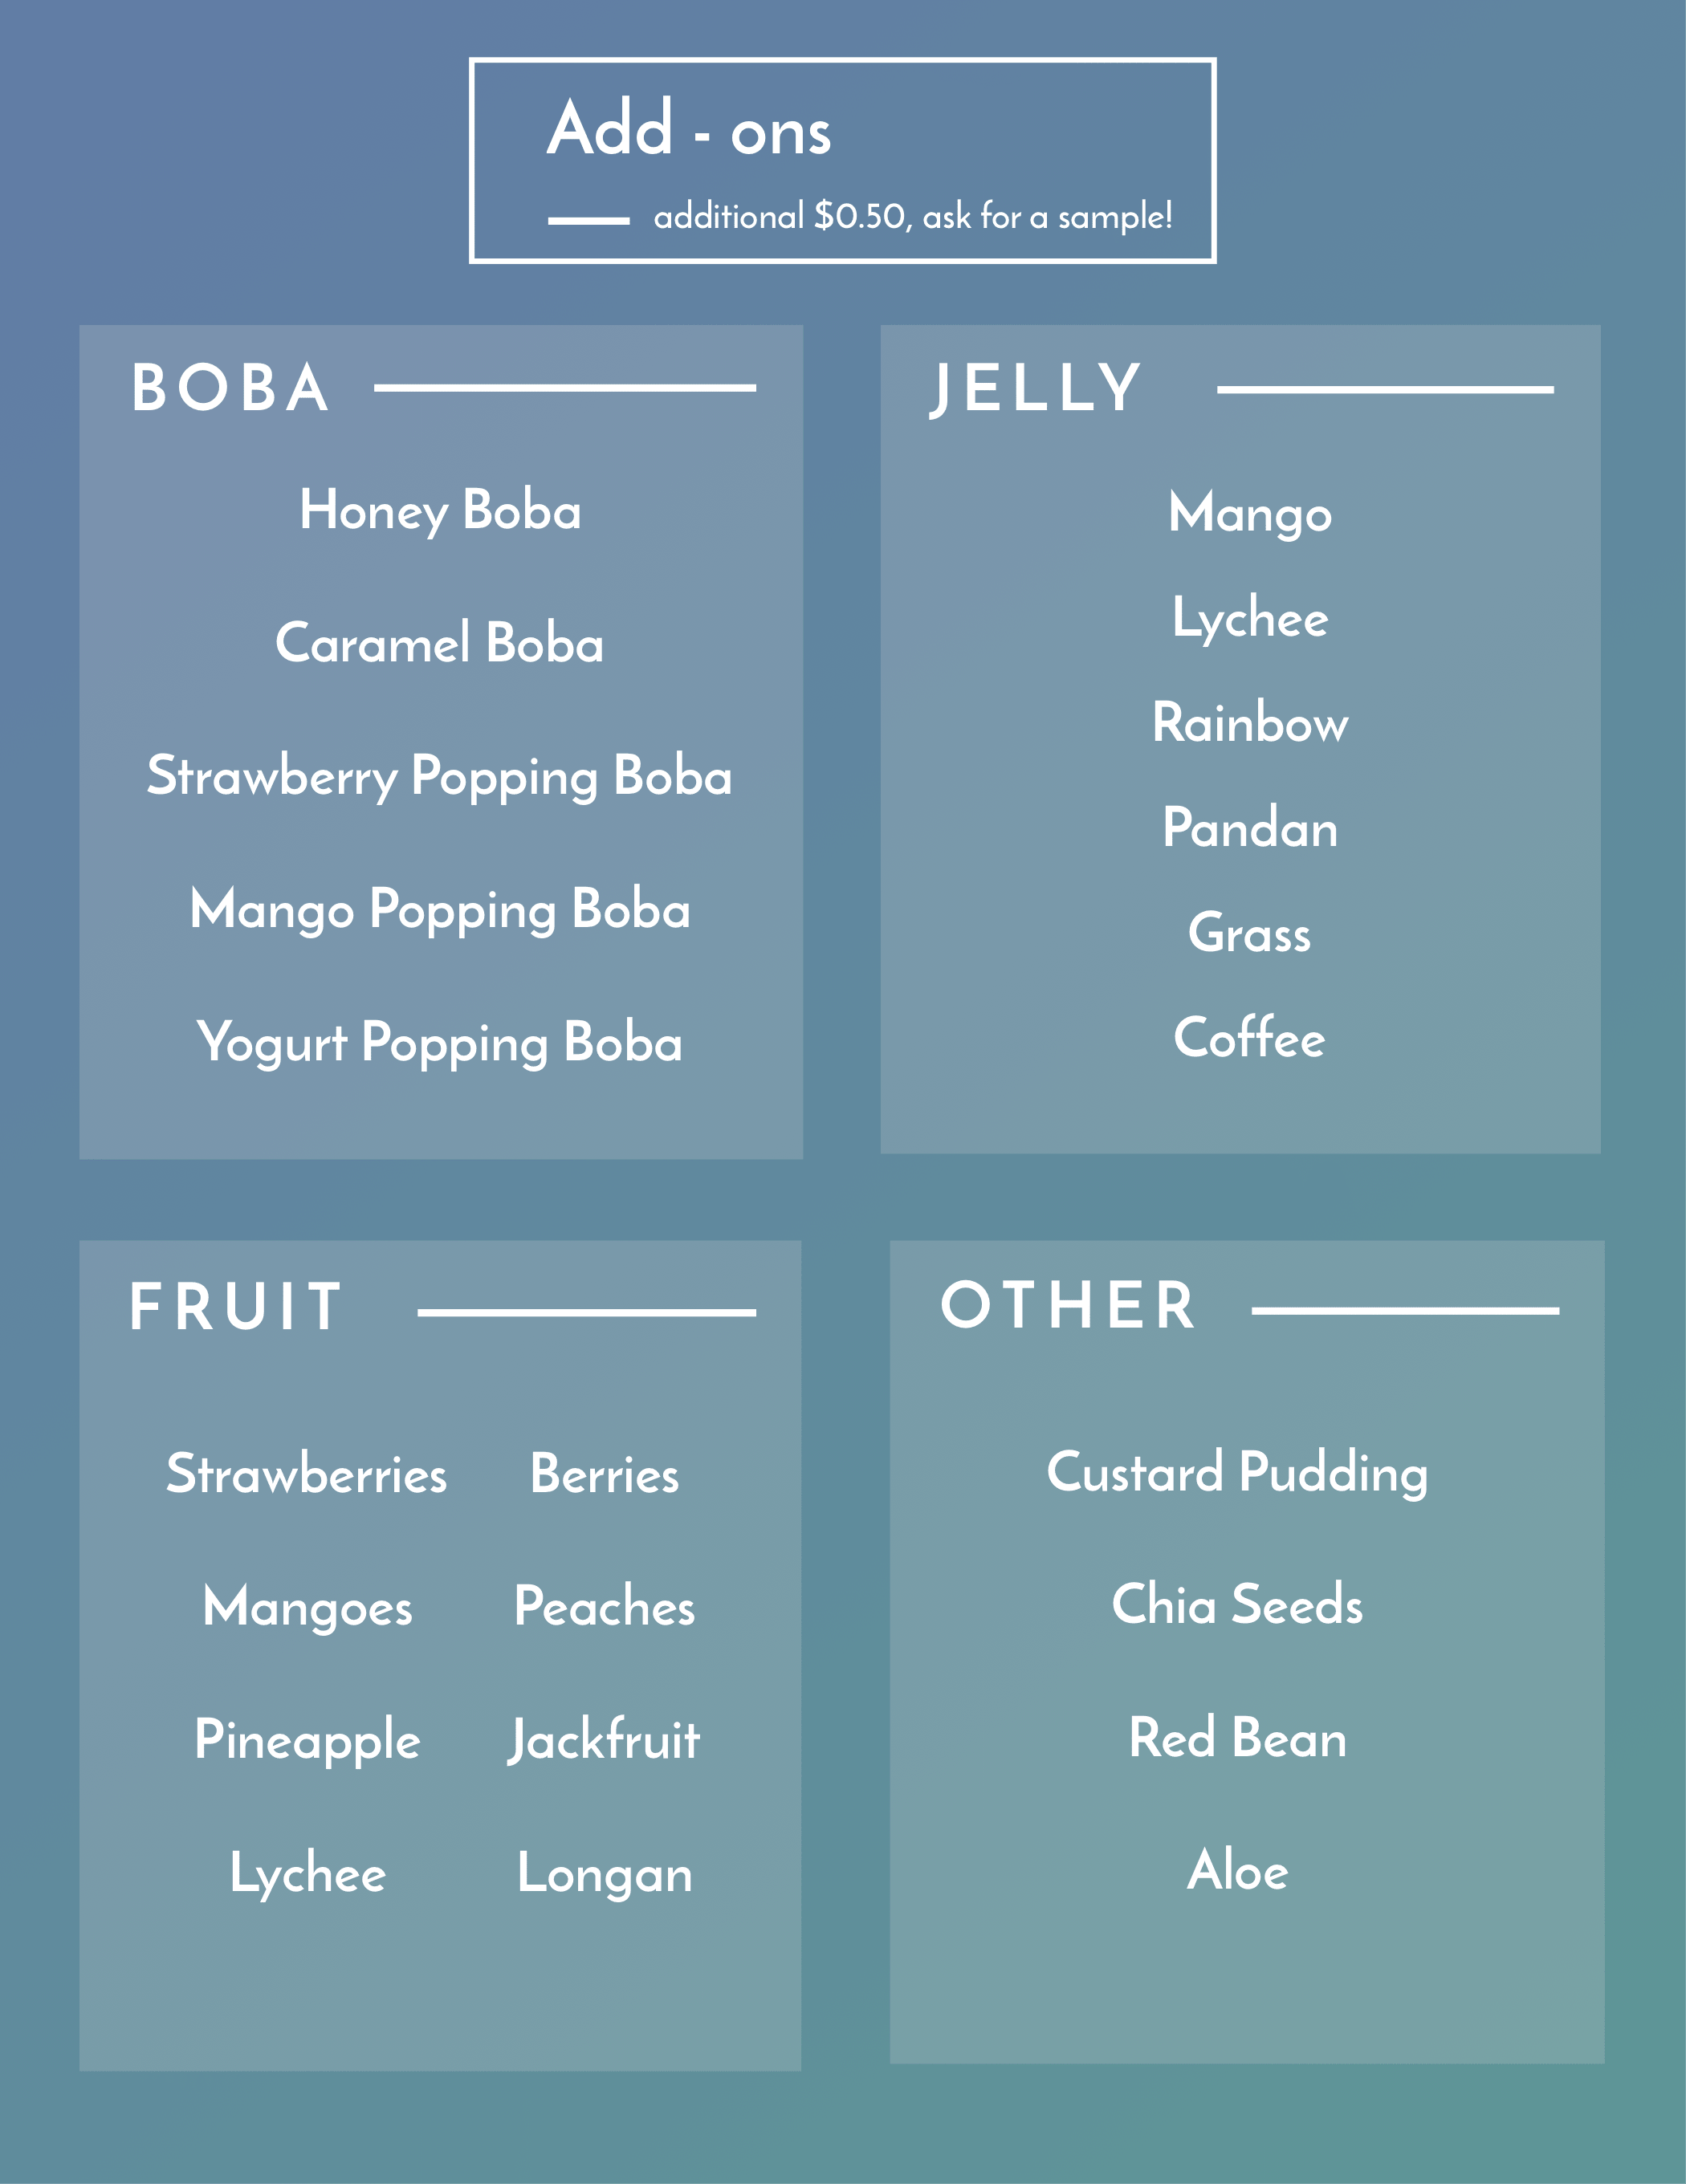 Add - ons
additional $0.50, ask for a sample!
BOBA
Honey Boba
Caramel Boba
Strawberry Popping Boba
Mango Popping Boba
Yogurt Popping Boba
JELLY
Mango
Lychee
Rainbow
Pandan
Grass
Coffee
FRUIT
Strawberries
Mangoes
Pineapple
Lychee
Berries
Peaches
Jackfruit
Longan
OTHER
Custard Pudding
Chia Seeds
Red Bean
Aloe